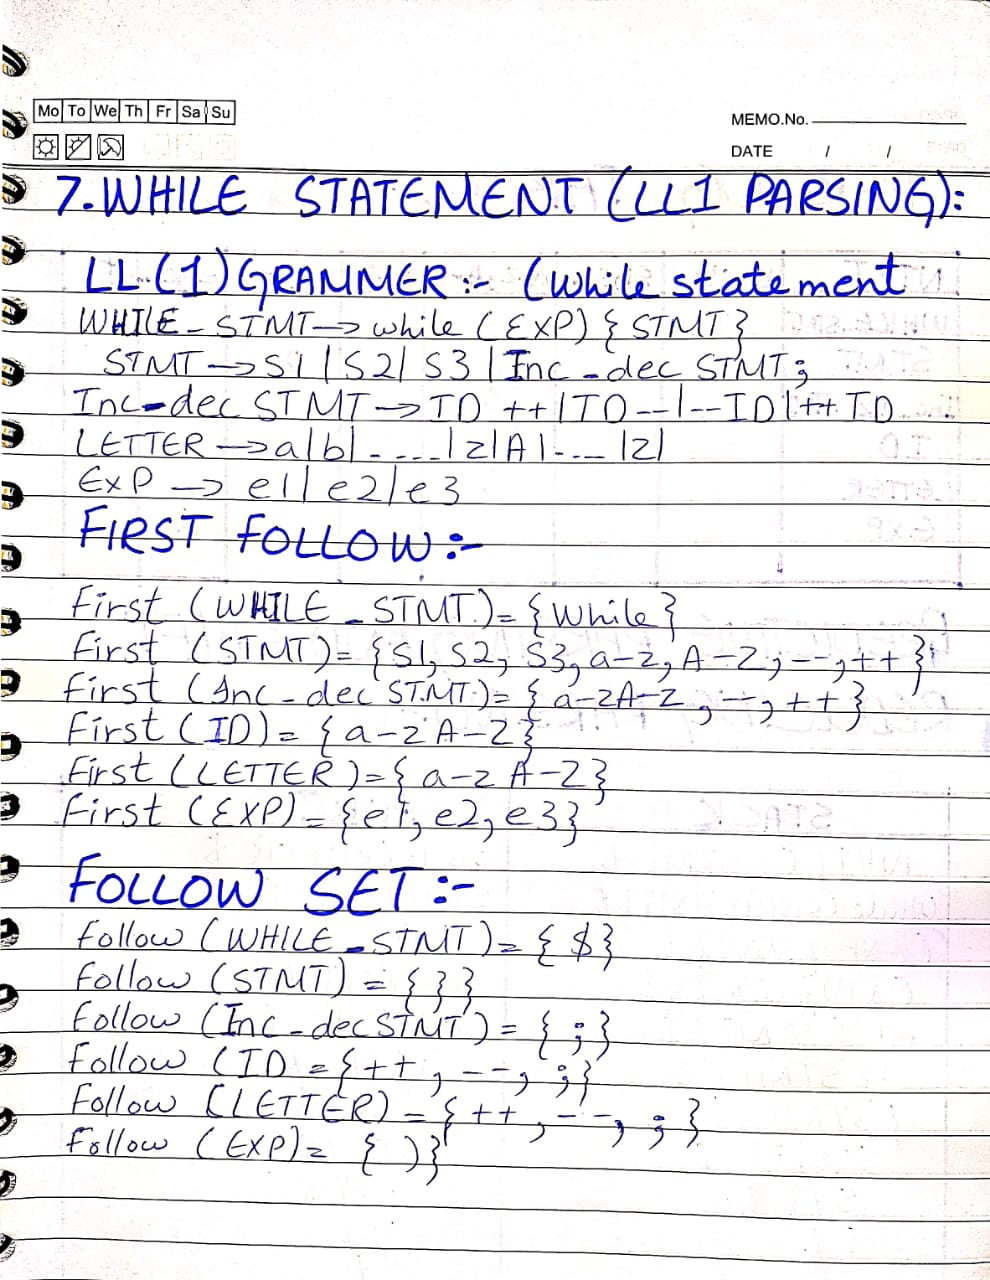 Mo To We Th Fr Sa Su
MEMO.No.
DATE / /
7. WHILE STATEMENT (LL1 PARSING):
LL(1) GRAMMER :- (While statement
WHILE_STMT → while (EXP) { STMT }
STMT → S1 | S2 | S3 | Inc-dec STMT;
Inc-dec STMT → ID ++ | ID -- | --ID | ++ ID
LETTER → a|b| ..... |z|A| .... |z|
EXP → e1 | e2 | e3
FIRST FOLLOW :-
First (WHILE_STMT) = {While}
First (STMT) = {S1, S2, S3, a-z, A-Z, --, ++}
First (Inc-dec STMT) = { a-zA-Z, --, ++}
First (ID) = { a-z A-Z}
First (LETTER) = { a-z A-Z}
First (EXP) = {e1, e2, e3}
FOLLOW SET :-
Follow (WHILE_STMT) = { $}
Follow (STMT) = { } }
Follow (Inc-dec STMT) = { ; }
Follow (ID = {++, --, ;}
Follow (LETTER) = {++, --, ; }
Follow (EXP) = { )}